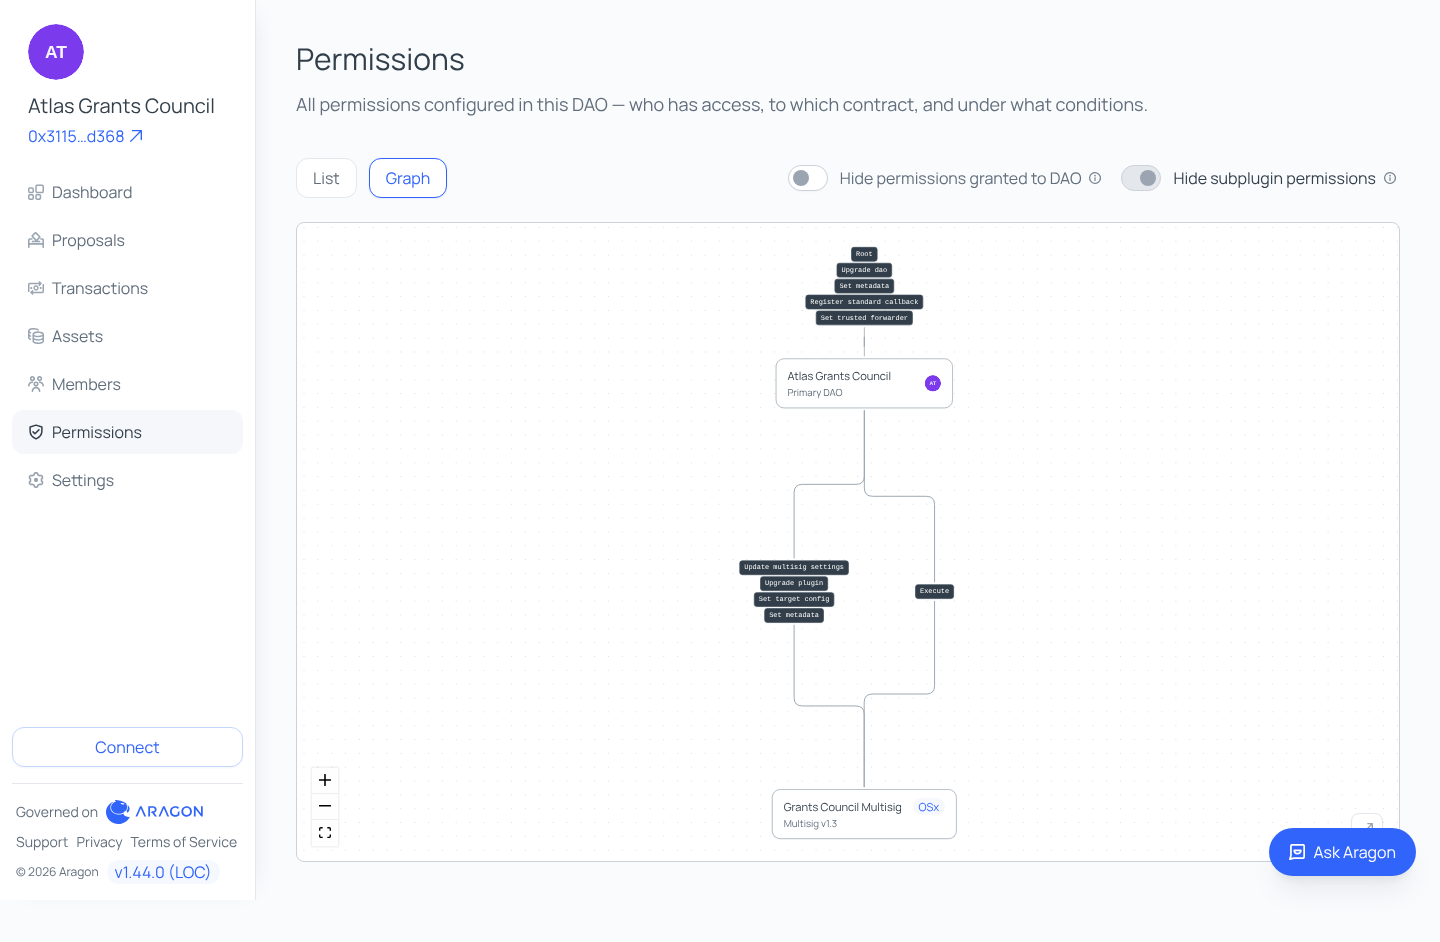 AT
Atlas Grants Council
0x3115...d368
Dashboard
Proposals
Transactions
Assets
Members
Permissions
Settings
Connect
Governed on ARAGON
Support Privacy Terms of Service
© 2026 Aragon v1.44.0 (LOC)
Permissions
All permissions configured in this DAO — who has access, to which contract, and under what conditions.
List Graph Hide permissions granted to DAO Hide subplugin permissions
Root
Upgrade dao
Set metadata
Register standard callback
Set trusted forwarder
Atlas Grants Council
Primary DAO
AT
Update multisig settings
Upgrade plugin
Set target config
Set metadata
Execute
Grants Council Multisig OSx
Multisig v1.3
Ask Aragon